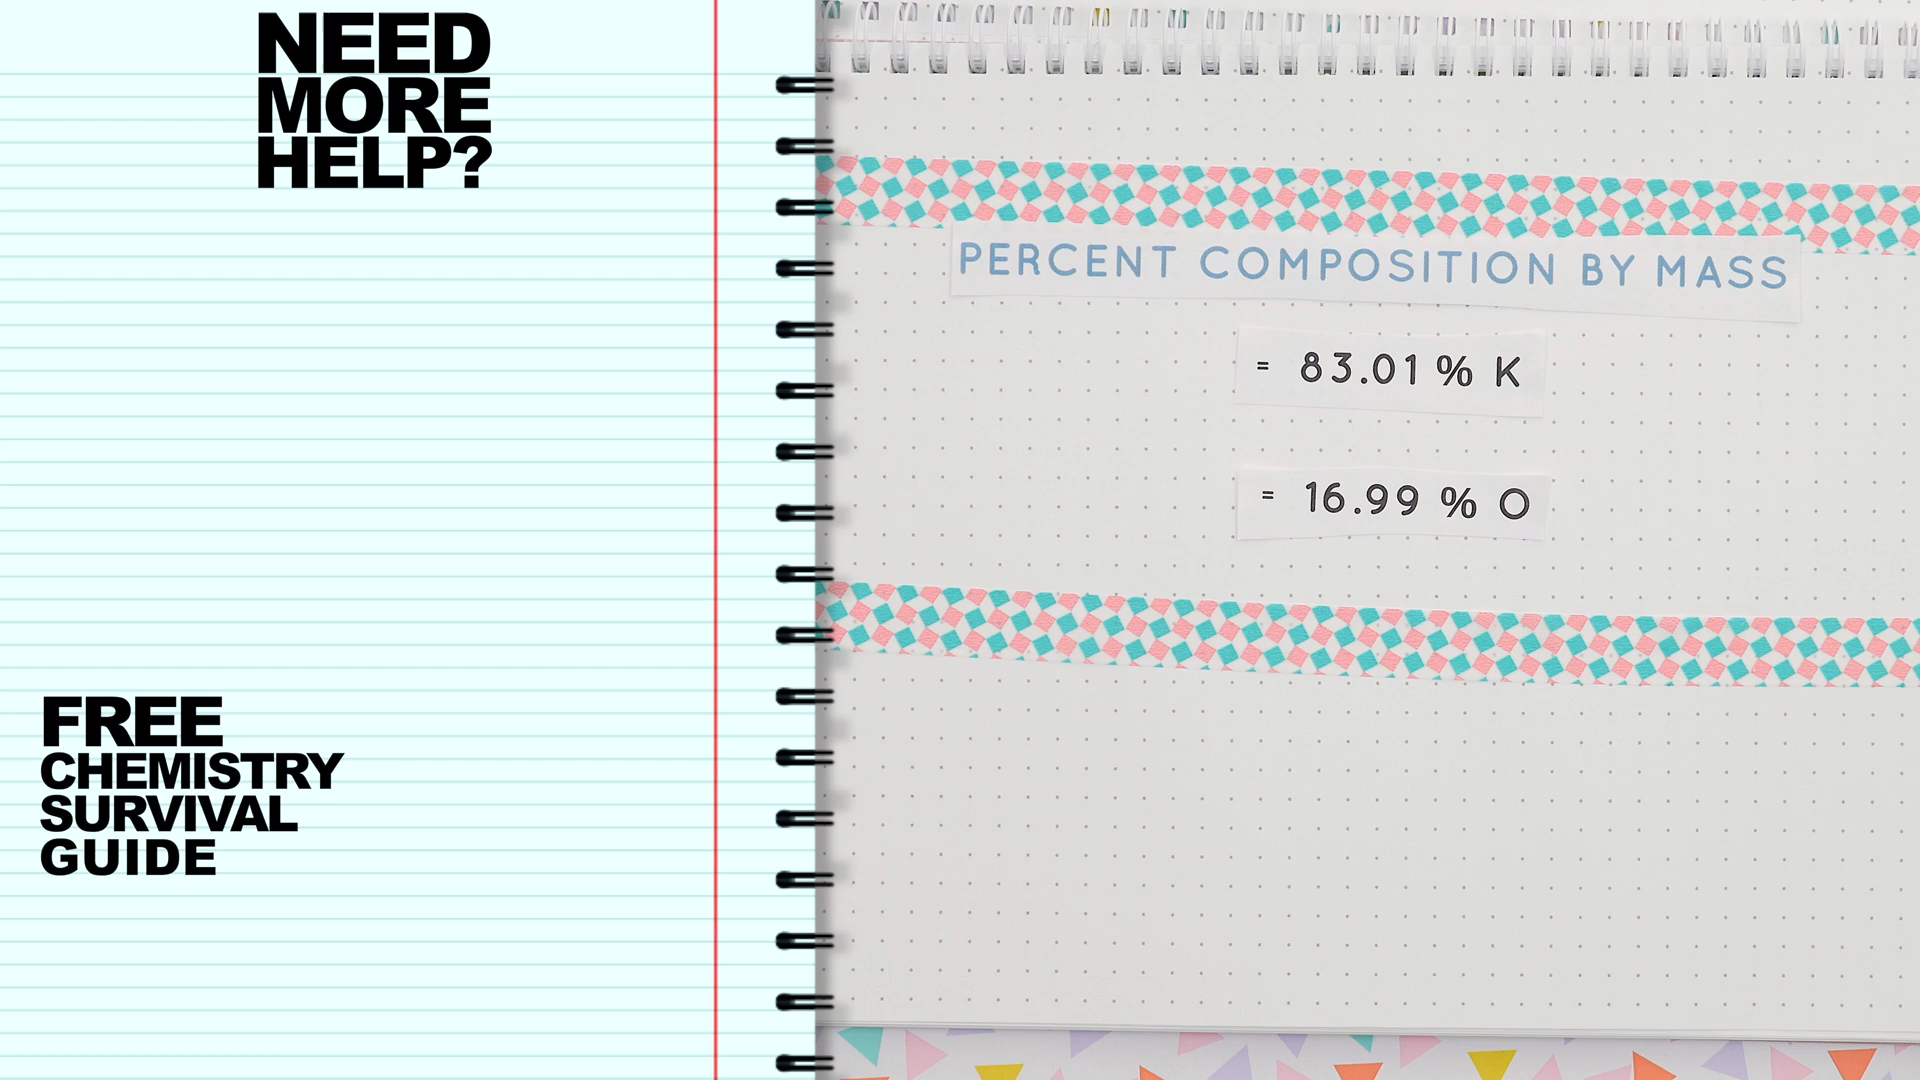 NEED
MORE
HELP?
FREE
CHEMISTRY
SURVIVAL
GUIDE
PERCENT COMPOSITION BY MASS
= 83.01 % K
= 16.99 % O